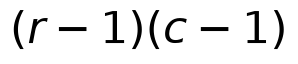 (r − 1)(c − 1)